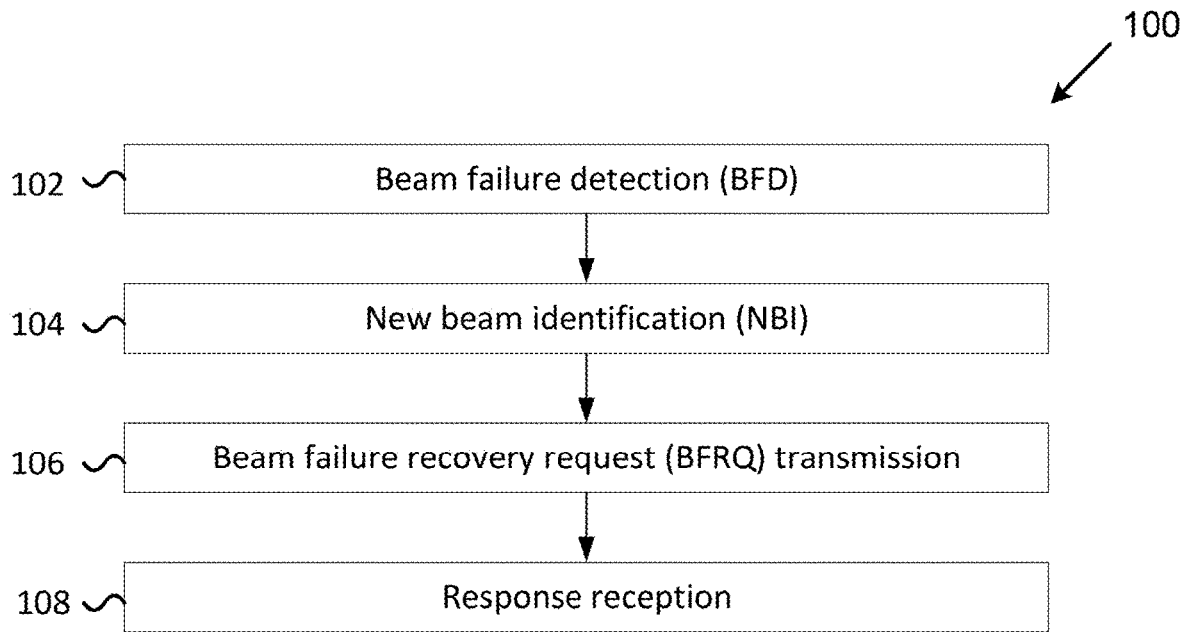 100
102 Beam failure detection (BFD)
104 New beam identification (NBI)
106 Beam failure recovery request (BFRQ) transmission
108 Response reception